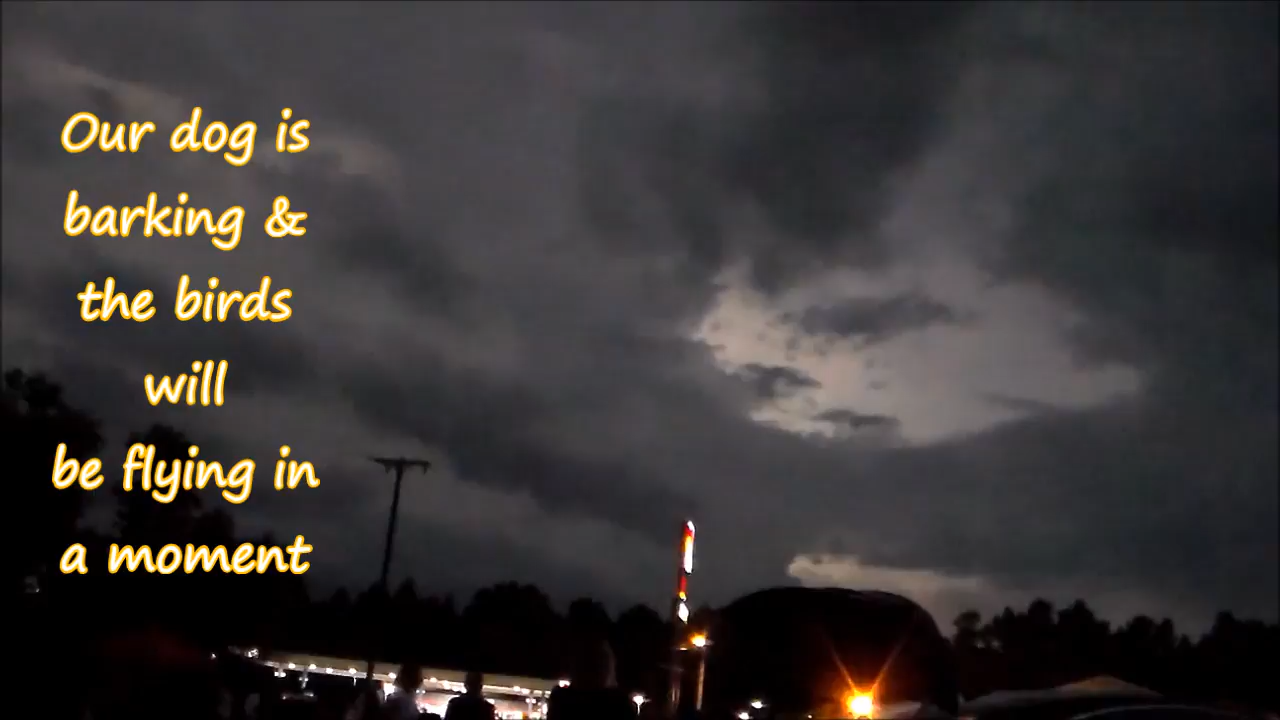 Our dog is
barking &
the birds
will
be flying in
a moment